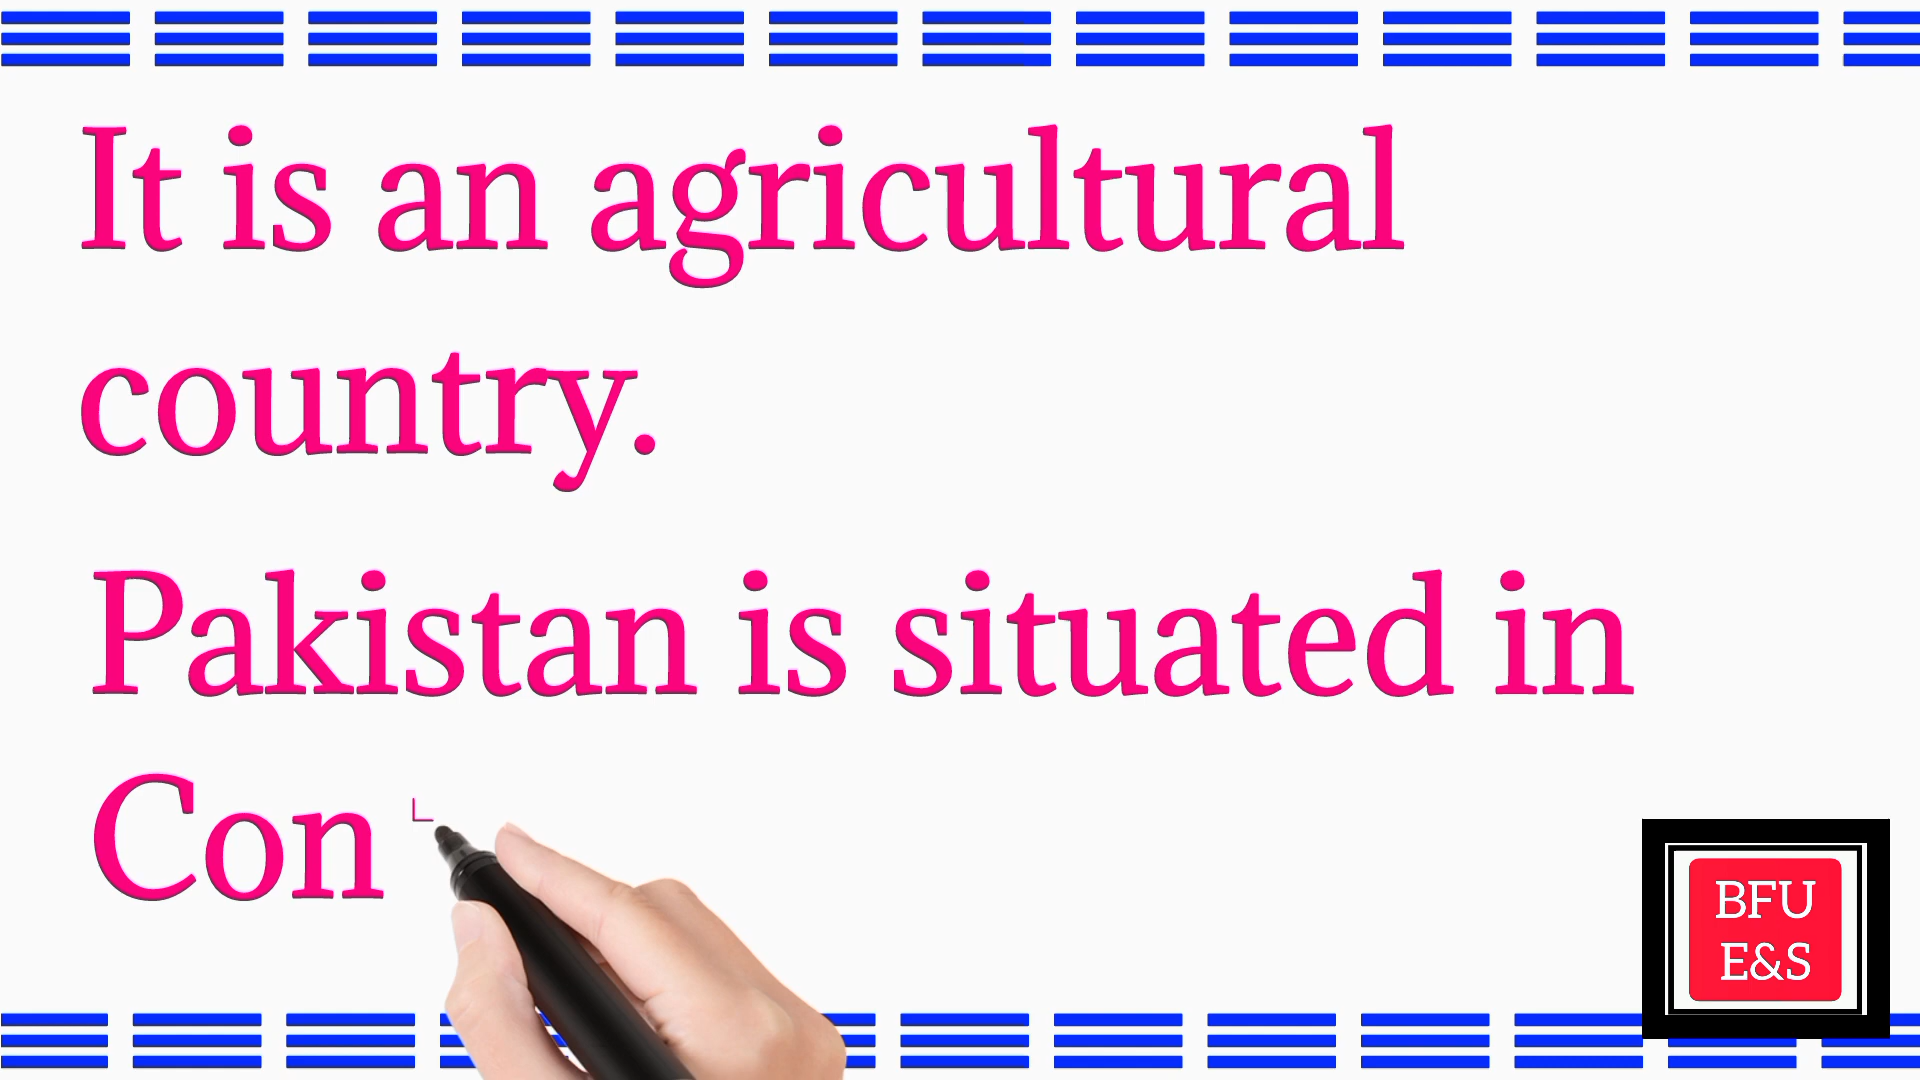 It is an agricultural
country.
Pakistan is situated in
Con
BFU
E&S